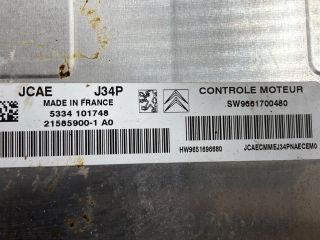 JCAE J34P
MADE IN FRANCE
5334 101748
21585900-1 A0
CONTROLE MOTEUR
SW9661700480
HW9651696680
JCAECMMEJ34PNAECEM0